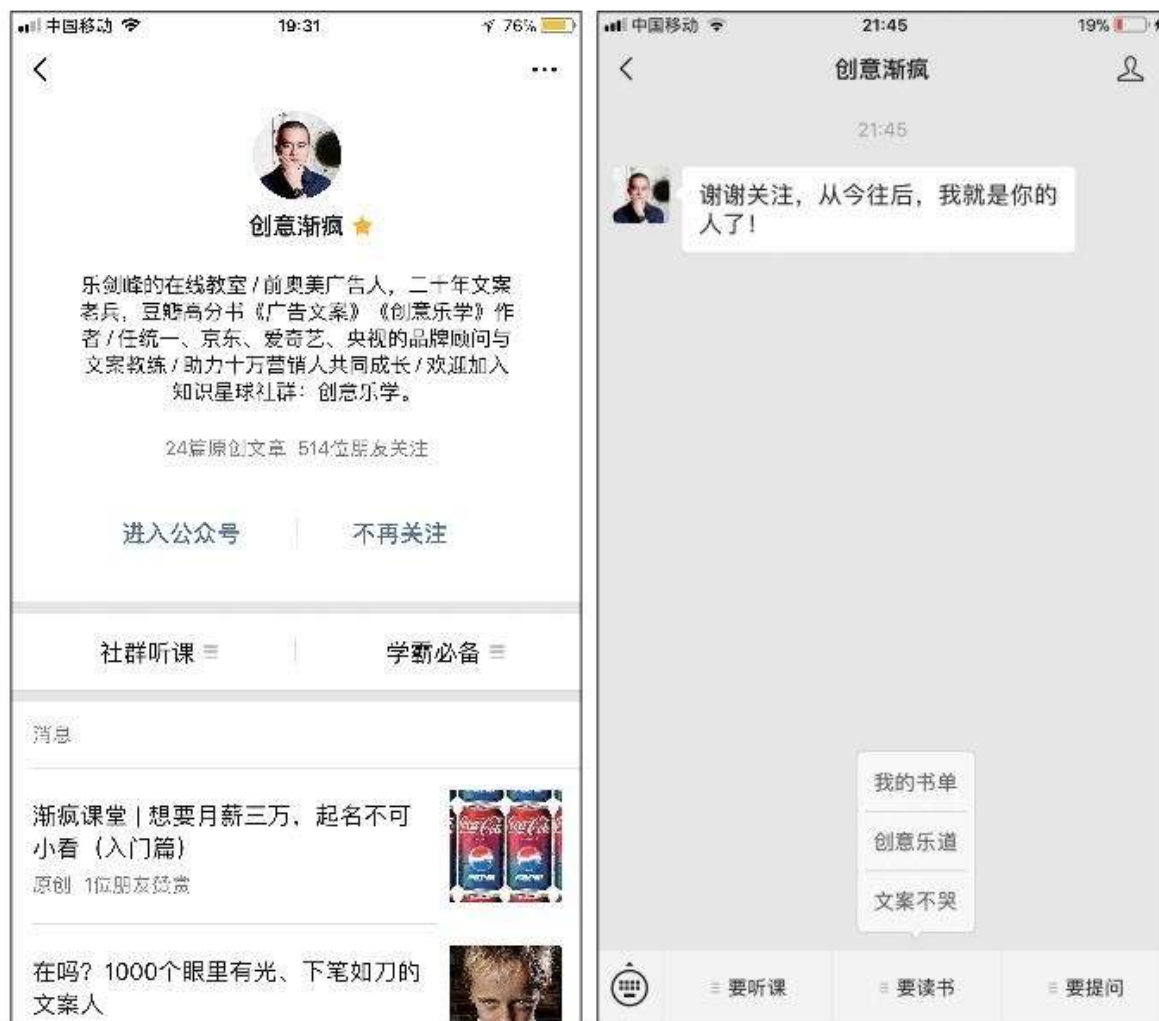 中国移动 19:31 76%
创意渐疯
乐剑峰的在线教室/前奥美广告人，二十年文案
老兵，豆瓣高分书《广告文案》《创意乐学》作
者/任统一、京东、爱奇艺、央视的品牌顾问与
文案教练/助力十万营销人共同成长/欢迎加入
知识星球社群：创意乐学。
24篇原创文章 514位朋友关注
进入公众号 不再关注
社群听课 学霸必备
消息
渐疯课堂 | 想要月薪三万，起名不可
小看（入门篇）
原创 1位朋友赞赏
在吗？1000个眼里有光、下笔如刀的
文案人
中国移动 21:45 19%
创意渐疯
21:45
谢谢关注，从今往后，我就是你的
人了！
我的书单
创意乐道
文案不哭
要听课 要读书 要提问